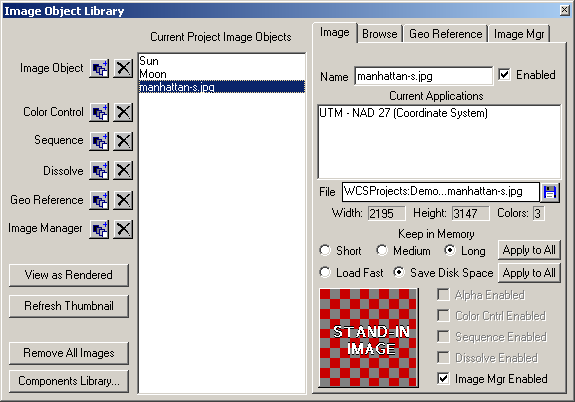 Image Object Library
Current Project Image Objects
Image Object
Color Control
Sequence
Dissolve
Geo Reference
Image Manager
View as Rendered
Refresh Thumbnail
Remove All Images
Components Library...
Sun
Moon
manhattan-s.jpg
Image Browse Geo Reference Image Mgr
Name manhattan-s.jpg Enabled
Current Applications
UTM - NAD 27 (Coordinate System)
File WCSProjects:Demo...manhattan-s.jpg
Width: 2195 Height: 3147 Colors: 3
Keep in Memory
Short Medium Long Apply to All
Load Fast Save Disk Space Apply to All
STAND-IN
IMAGE
Alpha Enabled
Color Cntrl Enabled
Sequence Enabled
Dissolve Enabled
Image Mgr Enabled